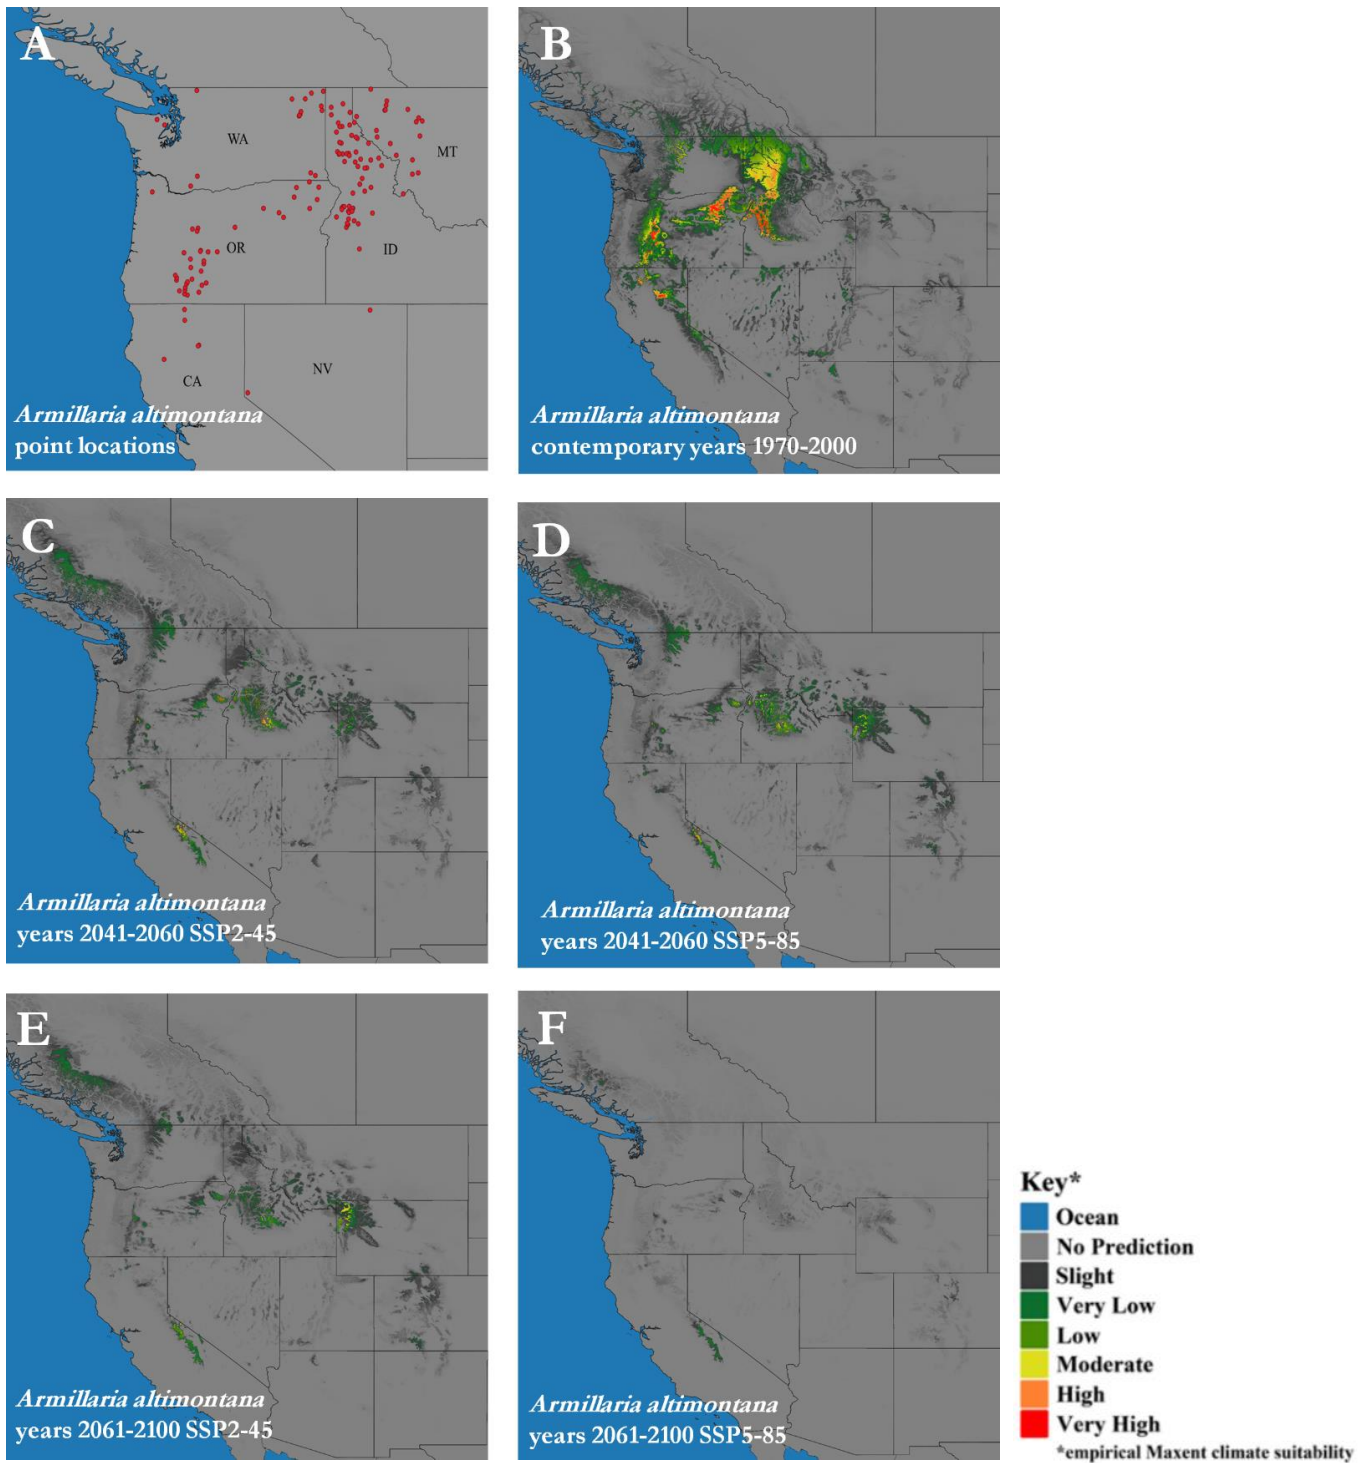 A
WA
MT
OR
ID
CA
NV
Armillaria altimontana
point locations
B
Armillaria altimontana
contemporary years 1970-2000
C
Armillaria altimontana
years 2041-2060 SSP2-45
D
Armillaria altimontana
years 2041-2060 SSP5-85
E
Armillaria altimontana
years 2061-2100 SSP2-45
F
Armillaria altimontana
years 2061-2100 SSP5-85
Key*
Ocean
No Prediction
Slight
Very Low
Low
Moderate
High
Very High
*empirical Maxent climate suitability